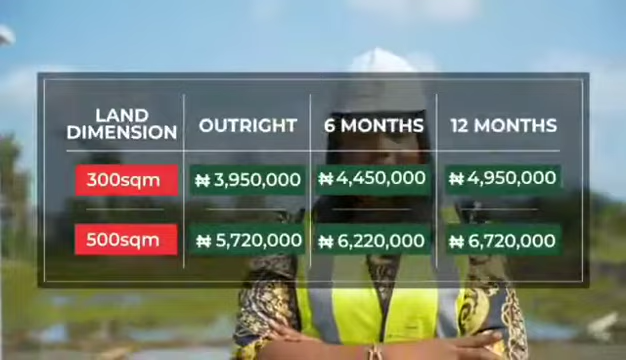 LAND DIMENSION OUTRIGHT 6 MONTHS 12 MONTHS
300sqm ₦ 3,950,000 ₦ 4,450,000 ₦ 4,950,000
500sqm ₦ 5,720,000 ₦ 6,220,000 ₦ 6,720,000